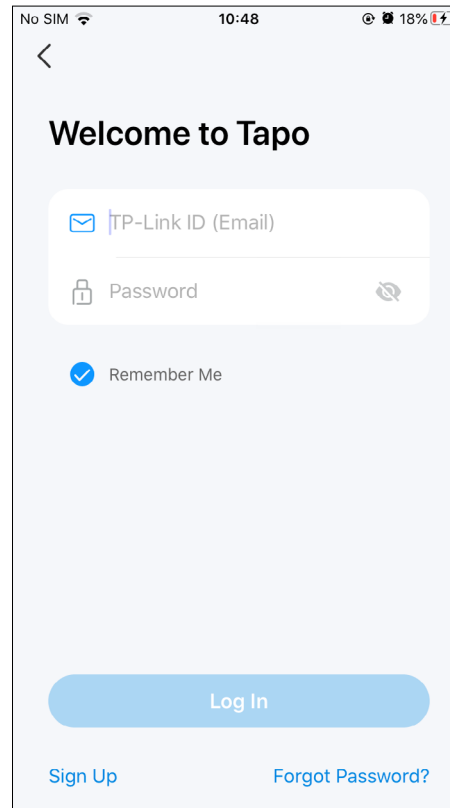 No SIM 10:48 18%
Welcome to Tapo
TP-Link ID (Email)
Password
Remember Me
Log In
Sign Up Forgot Password?